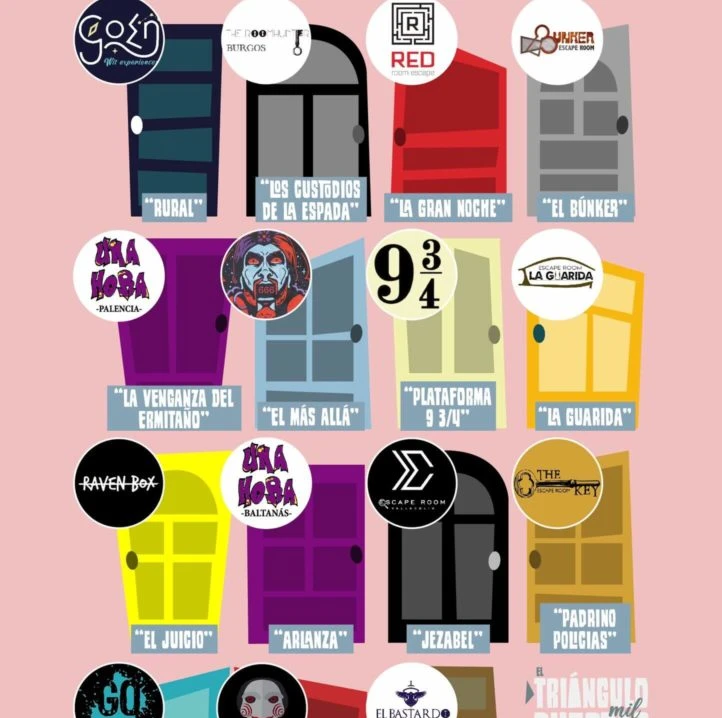 GOEN
Wit experience
THE ROOMHUNTER
BURGOS
R
RED
room escape
BUNKER
ESCAPE ROOM
"RURAL"
"LOS CUSTODIOS
DE LA ESPADA"
"LA GRAN NOCHE"
"EL BÚNKER"
UNA
HORA
-PALENCIA-
666
9 3/4
ESCAPE ROOM
LA GUARIDA
"LA VENGANZA DEL
ERMITAÑO"
"EL MÁS ALLÁ"
"PLATAFORMA
9 3/4"
"LA GUARIDA"
RAVEN BOX
UNA
HORA
-BALTANÁS-
ESCAPE ROOM
VALLADOLID
THE
ESCAPE ROOM
KEY
"EL JUICIO"
"ARLANZA"
"JEZABEL"
"PADRINO
POLICIAS"
GO
EL BASTARDO
EL
TRIÁNGULO
mil